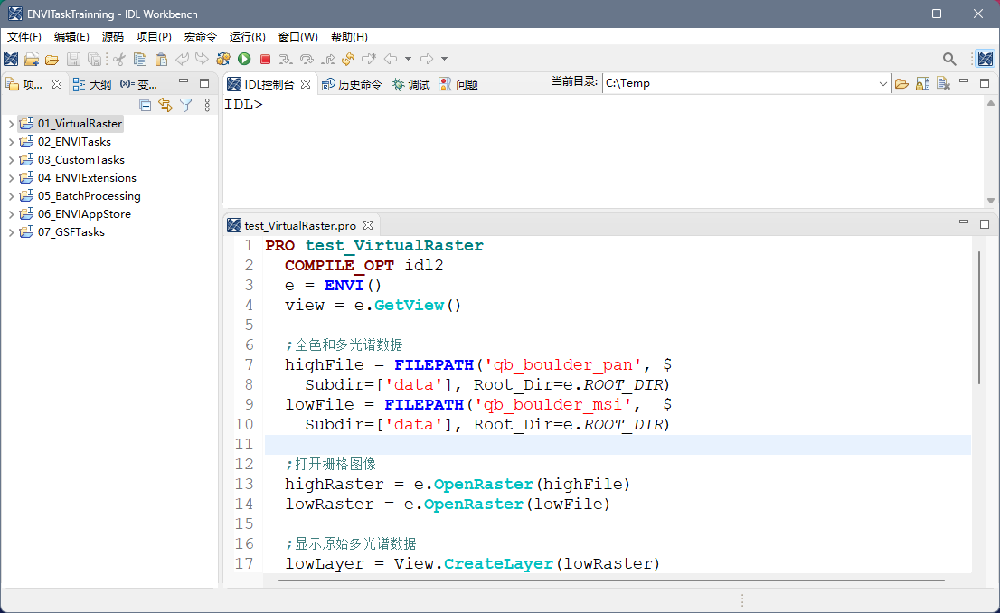 ENVITaskTrainning - IDL Workbench
文件(F) 编辑(E) 源码 项目(P) 宏命令 运行(R) 窗口(W) 帮助(H)
项... 大纲 (x)= 变...
IDL控制台 历史命令 调试 问题 当前目录: C:\Temp
IDL>
01_VirtualRaster
02_ENVITasks
03_CustomTasks
04_ENVIExtensions
05_BatchProcessing
06_ENVIAppStore
07_GSFTasks
test_VirtualRaster.pro
1 PRO test_VirtualRaster
2 COMPILE_OPT idl2
3 e = ENVI()
4 view = e.GetView()
5
6 ;全色和多光谱数据
7 highFile = FILEPATH('qb_boulder_pan', $
8 Subdir=['data'], Root_Dir=e.ROOT_DIR)
9 lowFile = FILEPATH('qb_boulder_msi', $
10 Subdir=['data'], Root_Dir=e.ROOT_DIR)
11
12 ;打开栅格图像
13 highRaster = e.OpenRaster(highFile)
14 lowRaster = e.OpenRaster(lowFile)
15
16 ;显示原始多光谱数据
17 lowLayer = View.CreateLayer(lowRaster)